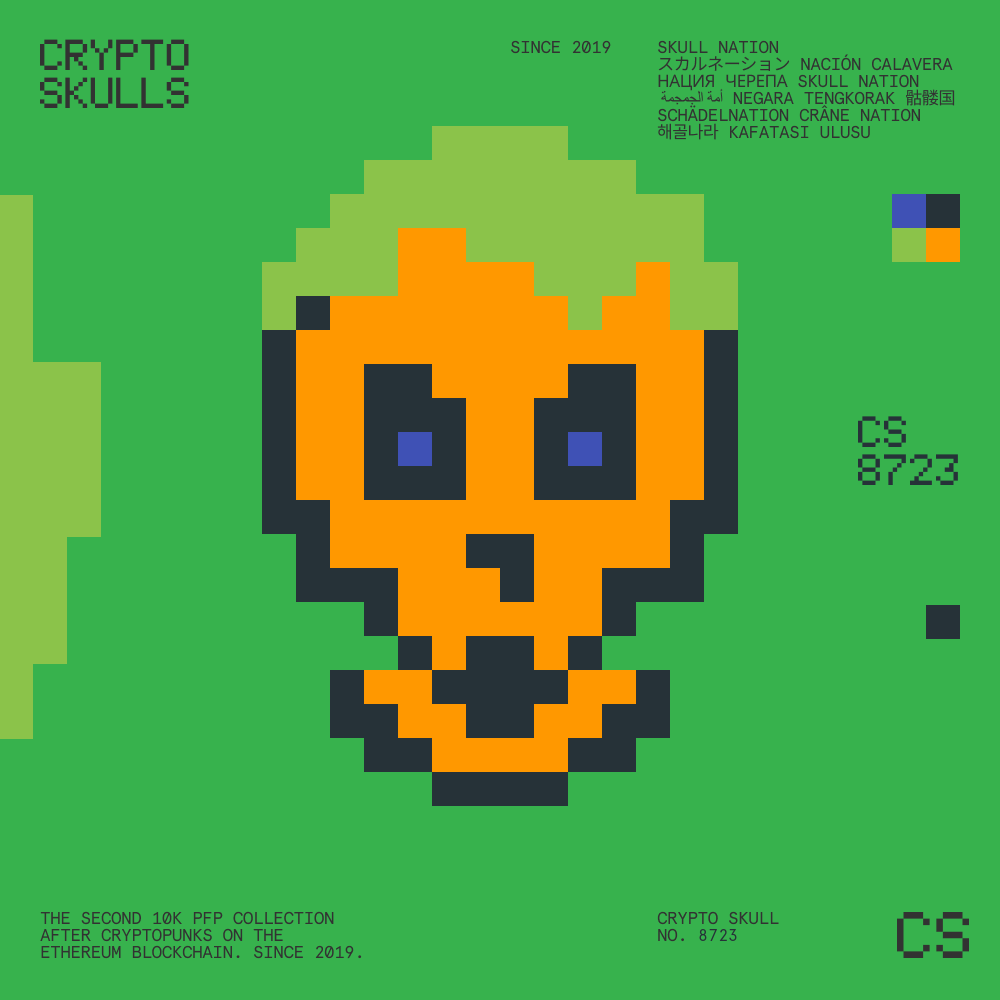 CRYPTO
SKULLS
SINCE 2019
SKULL NATION
スカルネーション NACIÓN CALAVERA
НАЦИЯ ЧЕРЕПА SKULL NATION
أمة الجمجمة NEGARA TENGKORAK 骷髅国
SCHÄDELNATION CRÂNE NATION
해골나라 KAFATASI ULUSU
CS
8723
THE SECOND 10K PFP COLLECTION
AFTER CRYPTOPUNKS ON THE
ETHEREUM BLOCKCHAIN. SINCE 2019.
CRYPTO SKULL
NO. 8723
CS